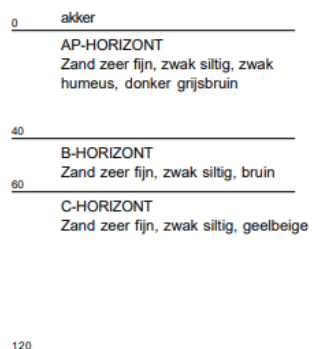 0 akker
AP-HORIZONT
Zand zeer fijn, zwak siltig, zwak
humeus, donker grijsbruin
40
B-HORIZONT
Zand zeer fijn, zwak siltig, bruin
60
C-HORIZONT
Zand zeer fijn, zwak siltig, geelbeige
120